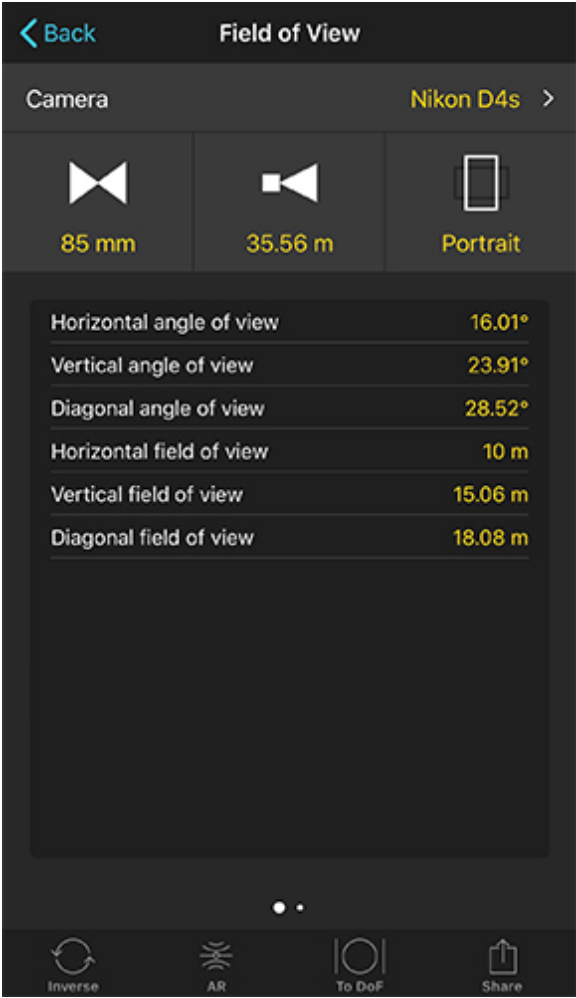 Back Field of View
Camera Nikon D4s
85 mm 35.56 m Portrait
Horizontal angle of view 16.01°
Vertical angle of view 23.91°
Diagonal angle of view 28.52°
Horizontal field of view 10 m
Vertical field of view 15.06 m
Diagonal field of view 18.08 m
Inverse AR To DoF Share